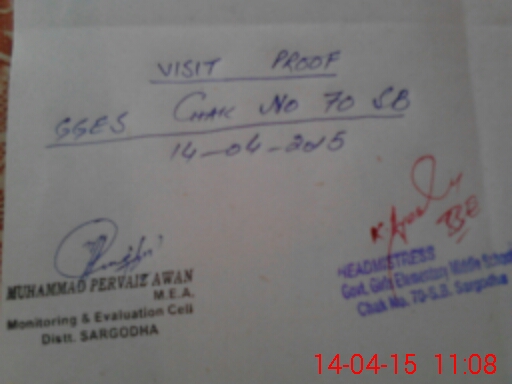 VISIT PROOF
GGES CHAK NO 70 SB
14-04-2015
MUHAMMAD PERVAIZ AWAN
M.E.A.
Monitoring & Evaluation Cell
Distt. SARGODHA
HEADMISTRESS
Govt. Girls Elementary Middle School
Chak No. 70-S.B. Sargodha
14-04-15 11:08